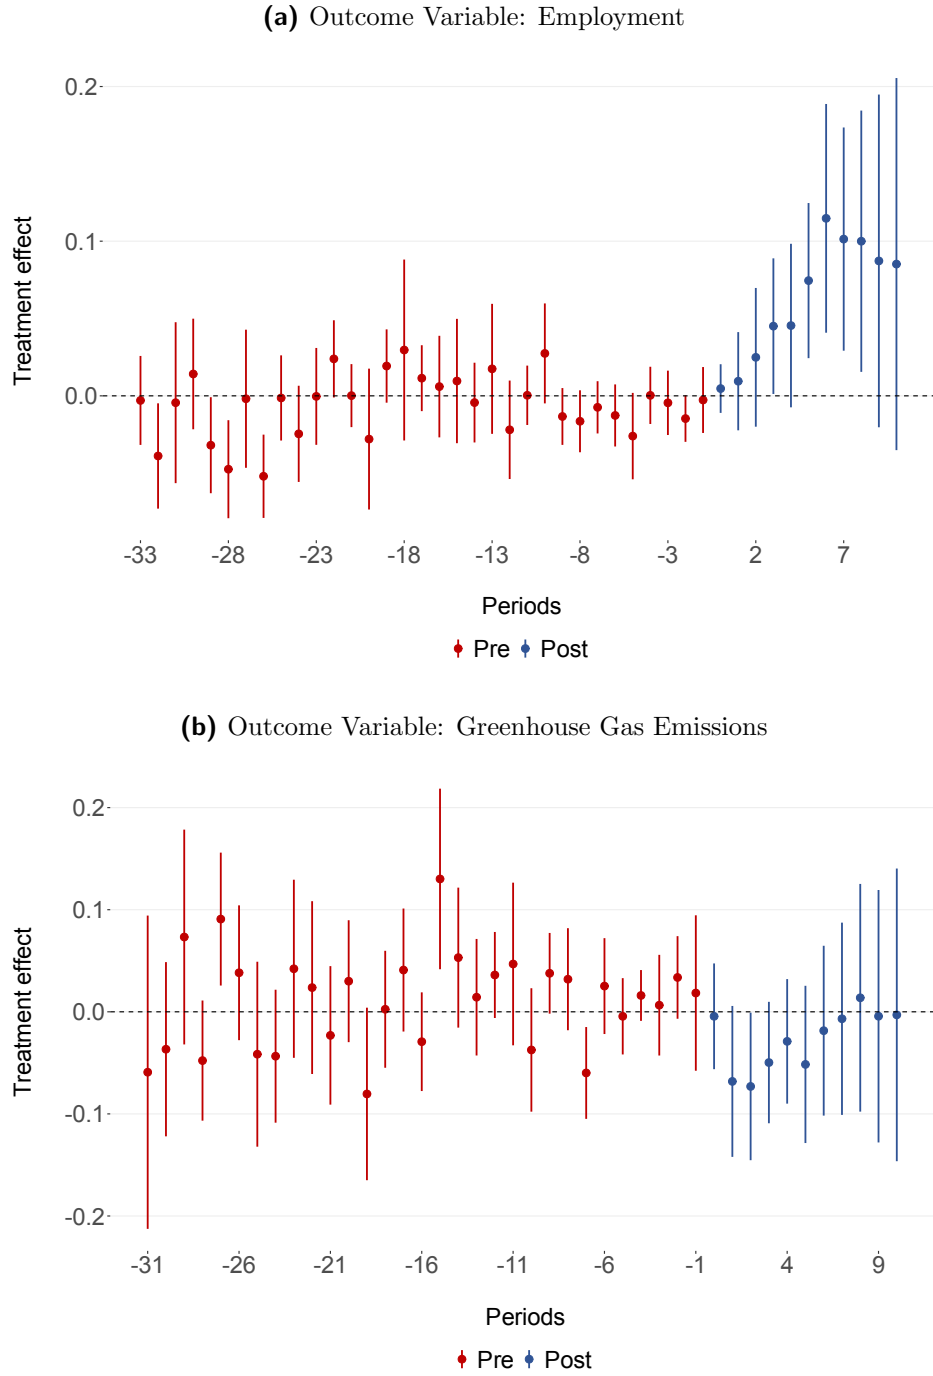 (a) Outcome Variable: Employment
0.2
0.1
0.0
Treatment effect
-33 -28 -23 -18 -13 -8 -3 2 7
Periods
Pre Post
(b) Outcome Variable: Greenhouse Gas Emissions
0.2
0.1
0.0
-0.1
-0.2
Treatment effect
-31 -26 -21 -16 -11 -6 -1 4 9
Periods
Pre Post